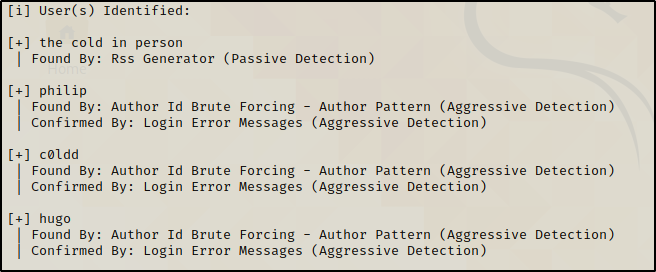 [i] User(s) Identified:
[+] the cold in person
| Found By: Rss Generator (Passive Detection)
[+] philip
| Found By: Author Id Brute Forcing - Author Pattern (Aggressive Detection)
| Confirmed By: Login Error Messages (Aggressive Detection)
[+] c0ldd
| Found By: Author Id Brute Forcing - Author Pattern (Aggressive Detection)
| Confirmed By: Login Error Messages (Aggressive Detection)
[+] hugo
| Found By: Author Id Brute Forcing - Author Pattern (Aggressive Detection)
| Confirmed By: Login Error Messages (Aggressive Detection)